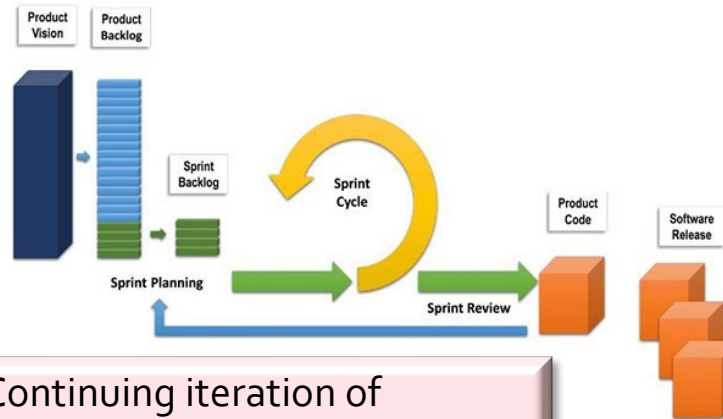 Product
Vision
Product
Backlog
Sprint
Backlog
Sprint
Cycle
Product
Code
Software
Release
Sprint Planning
Sprint Review
Continuing iteration of